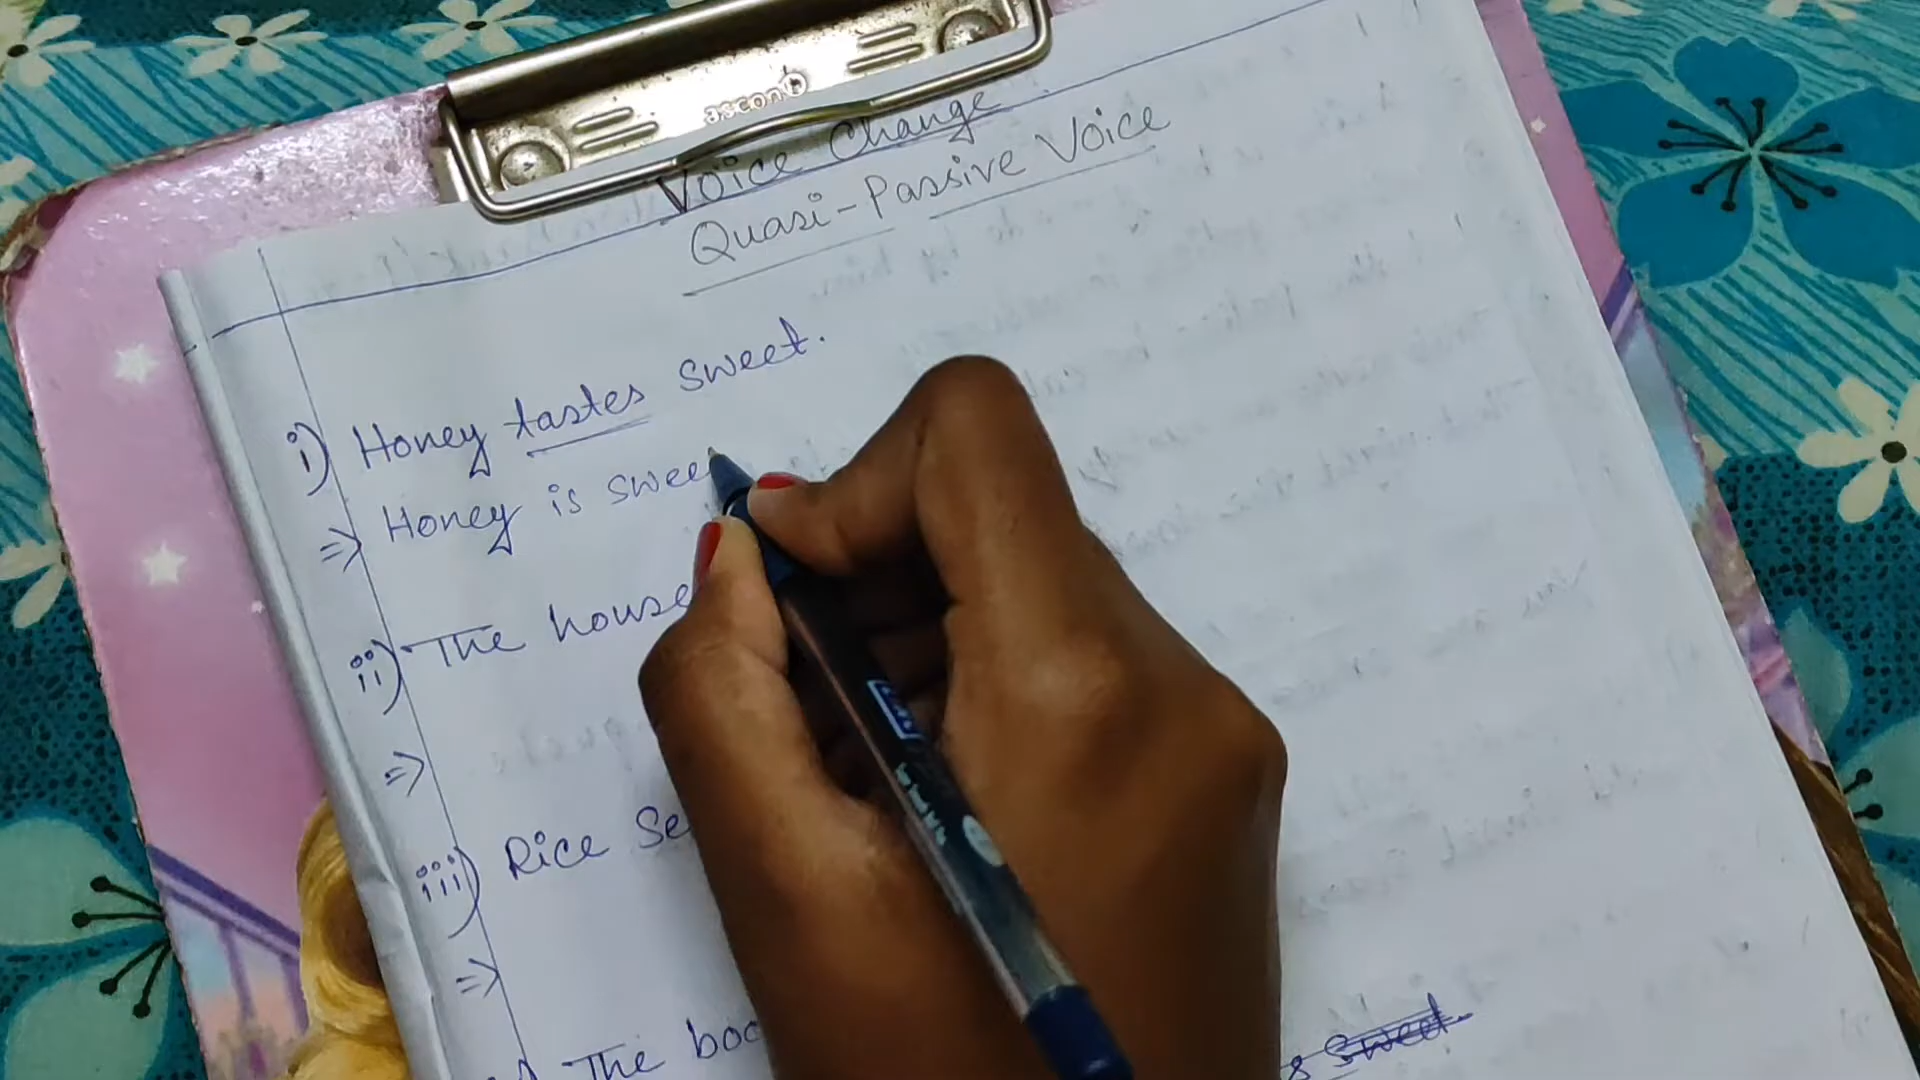 asconb
Voice Change
Quasi-Passive Voice
i) Honey tastes sweet.
=> Honey is swee
ii) The house
=>
iii) Rice Se
=>
The boo
s Sweet.